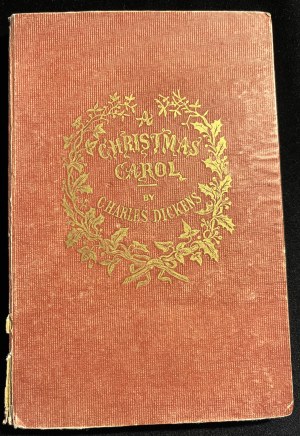 A
CHRISTMAS
CAROL
BY
CHARLES DICKENS